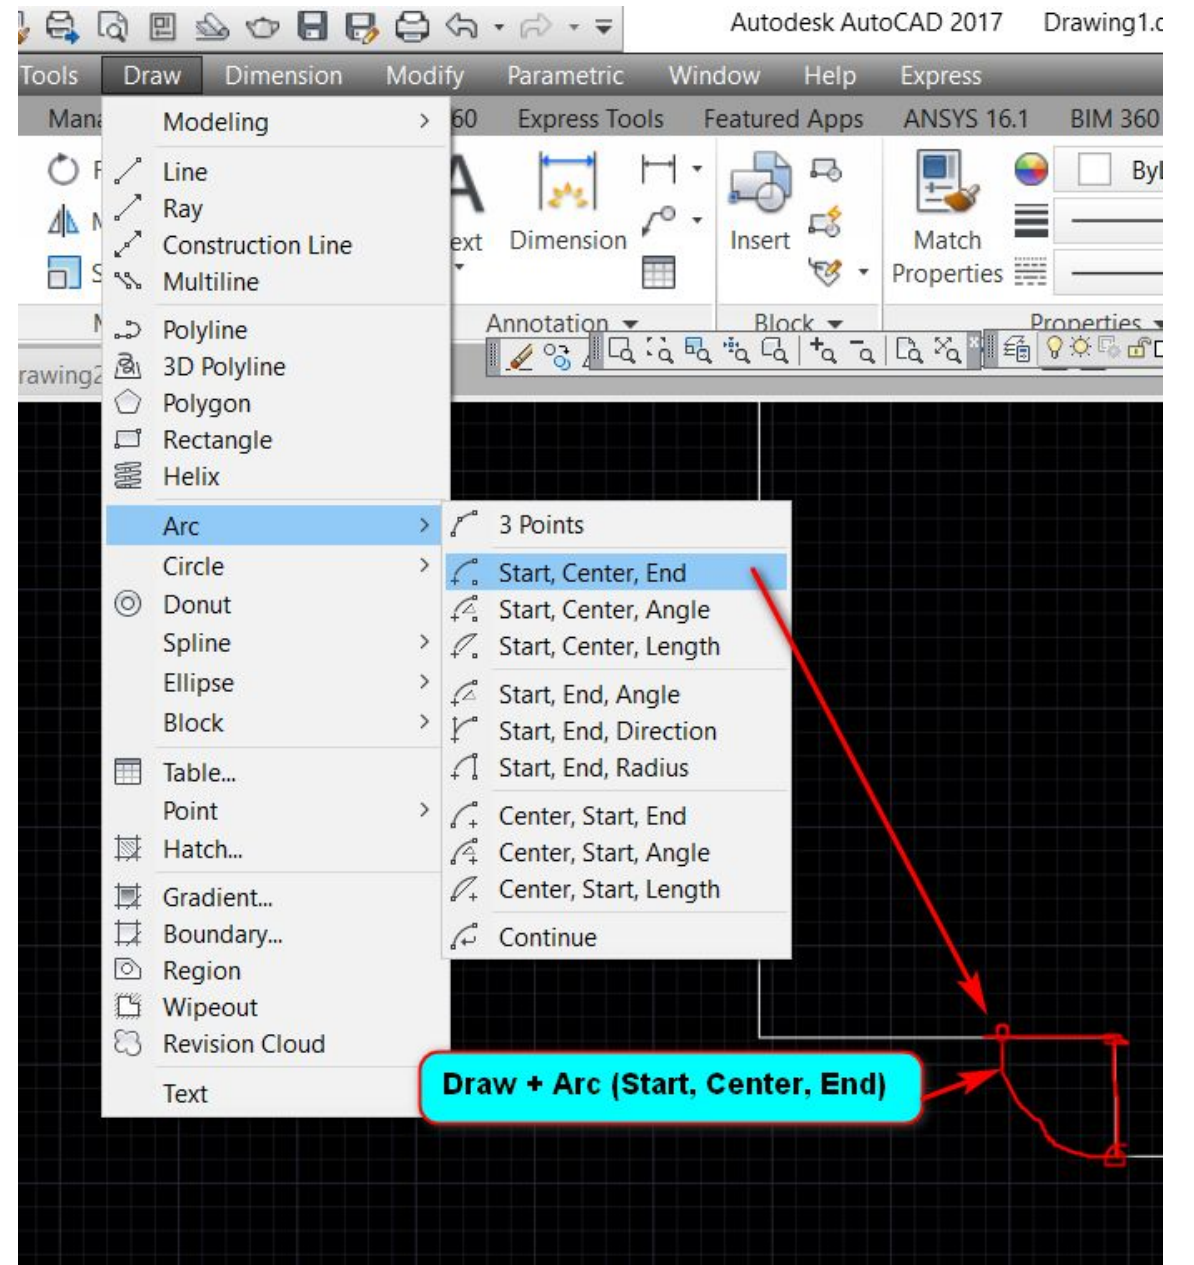 Autodesk AutoCAD 2017 Drawing1.
Tools Draw Dimension Modify Parametric Window Help Express
Mana 60 Express Tools Featured Apps ANSYS 16.1 BIM 360
Modeling
Line
Ray
Construction Line
Multiline
Polyline
3D Polyline
Polygon
Rectangle
Helix
Arc
Circle
Donut
Spline
Ellipse
Block
Table...
Point
Hatch...
Gradient...
Boundary...
Region
Wipeout
Revision Cloud
Text
ext
Dimension
Insert
Match
Properties
ByL
Annotation
Block
Properties
rawing2
3 Points
Start, Center, End
Start, Center, Angle
Start, Center, Length
Start, End, Angle
Start, End, Direction
Start, End, Radius
Center, Start, End
Center, Start, Angle
Center, Start, Length
Continue
Draw + Arc (Start, Center, End)